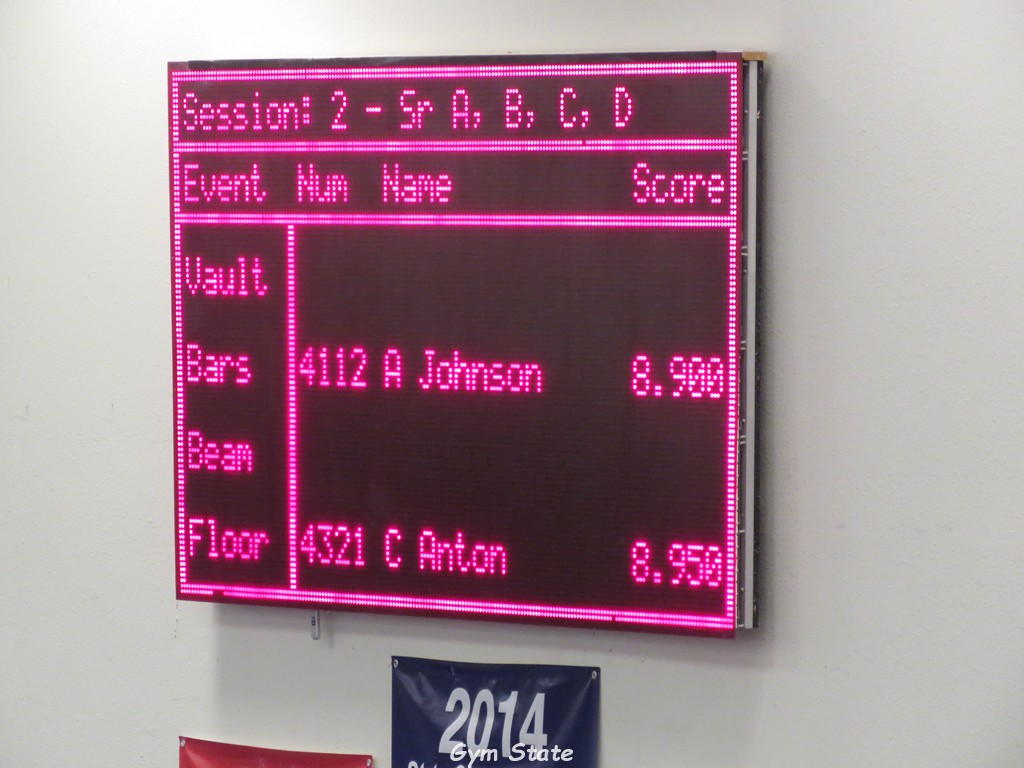 Session: 2 - Sr A, B, C, D
Event Num Name Score
Vault
Bars 4112 A Johnson 8.900
Beam
Floor 4321 C Anton 8.950
2014
Gym State